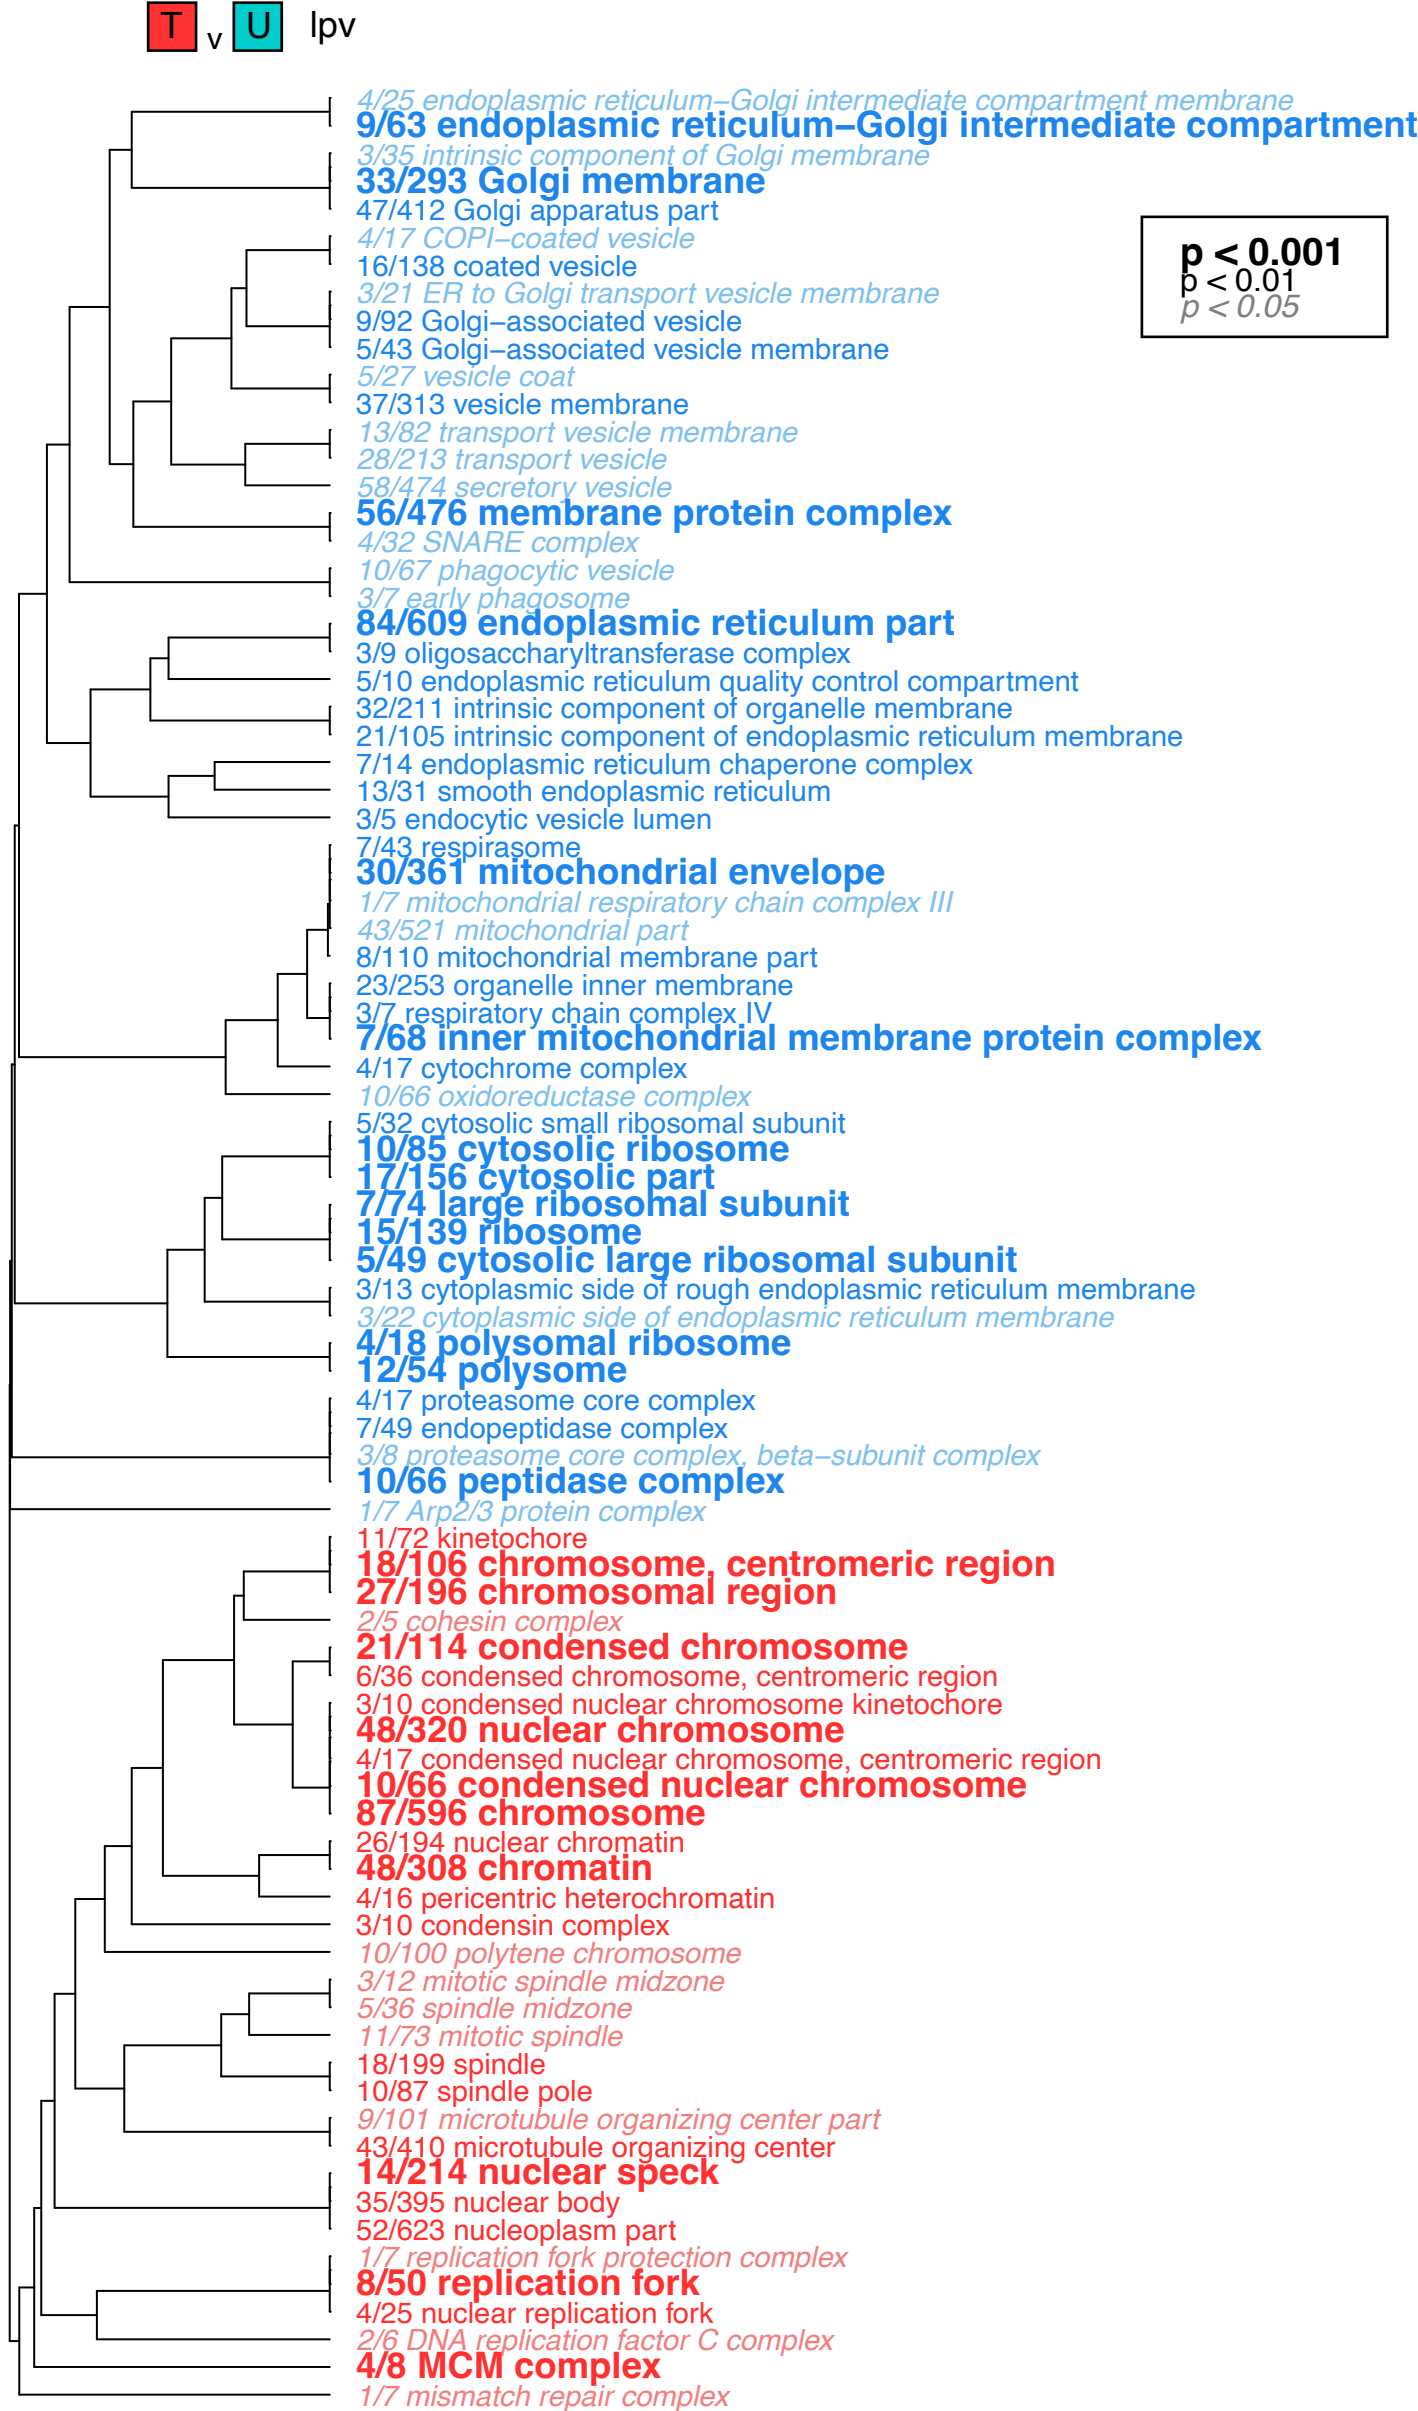 T v U lpv
4/25 endoplasmic reticulum−Golgi intermediate compartment membrane
9/63 endoplasmic reticulum−Golgi intermediate compartment
3/35 intrinsic component of Golgi membrane
33/293 Golgi membrane
47/412 Golgi apparatus part
4/17 COPI−coated vesicle
16/138 coated vesicle
3/21 ER to Golgi transport vesicle membrane
9/92 Golgi−associated vesicle
5/43 Golgi−associated vesicle membrane
5/27 vesicle coat
37/313 vesicle membrane
13/82 transport vesicle membrane
28/213 transport vesicle
58/474 secretory vesicle
56/476 membrane protein complex
4/32 SNARE complex
10/67 phagocytic vesicle
3/7 early phagosome
84/609 endoplasmic reticulum part
3/9 oligosaccharyltransferase complex
5/10 endoplasmic reticulum quality control compartment
32/211 intrinsic component of organelle membrane
21/105 intrinsic component of endoplasmic reticulum membrane
7/14 endoplasmic reticulum chaperone complex
13/31 smooth endoplasmic reticulum
3/5 endocytic vesicle lumen
7/43 respirasome
30/361 mitochondrial envelope
1/7 mitochondrial respiratory chain complex III
43/521 mitochondrial part
8/110 mitochondrial membrane part
23/253 organelle inner membrane
3/7 respiratory chain complex IV
7/68 inner mitochondrial membrane protein complex
4/17 cytochrome complex
10/66 oxidoreductase complex
5/32 cytosolic small ribosomal subunit
10/85 cytosolic ribosome
17/156 cytosolic part
7/74 large ribosomal subunit
15/139 ribosome
5/49 cytosolic large ribosomal subunit
3/13 cytoplasmic side of rough endoplasmic reticulum membrane
3/22 cytoplasmic side of endoplasmic reticulum membrane
4/18 polysomal ribosome
12/54 polysome
4/17 proteasome core complex
7/49 endopeptidase complex
3/8 proteasome core complex, beta−subunit complex
10/66 peptidase complex
1/7 Arp2/3 protein complex
11/72 kinetochore
18/106 chromosome, centromeric region
27/196 chromosomal region
2/5 cohesin complex
21/114 condensed chromosome
6/36 condensed chromosome, centromeric region
3/10 condensed nuclear chromosome kinetochore
48/320 nuclear chromosome
4/17 condensed nuclear chromosome, centromeric region
10/66 condensed nuclear chromosome
87/596 chromosome
26/194 nuclear chromatin
48/308 chromatin
4/16 pericentric heterochromatin
3/10 condensin complex
10/100 polytene chromosome
3/12 mitotic spindle midzone
5/36 spindle midzone
11/73 mitotic spindle
18/199 spindle
10/87 spindle pole
9/101 microtubule organizing center part
43/410 microtubule organizing center
14/214 nuclear speck
35/395 nuclear body
52/623 nucleoplasm part
1/7 replication fork protection complex
8/50 replication fork
4/25 nuclear replication fork
2/6 DNA replication factor C complex
4/8 MCM complex
1/7 mismatch repair complex
p < 0.001
p < 0.01
p < 0.05